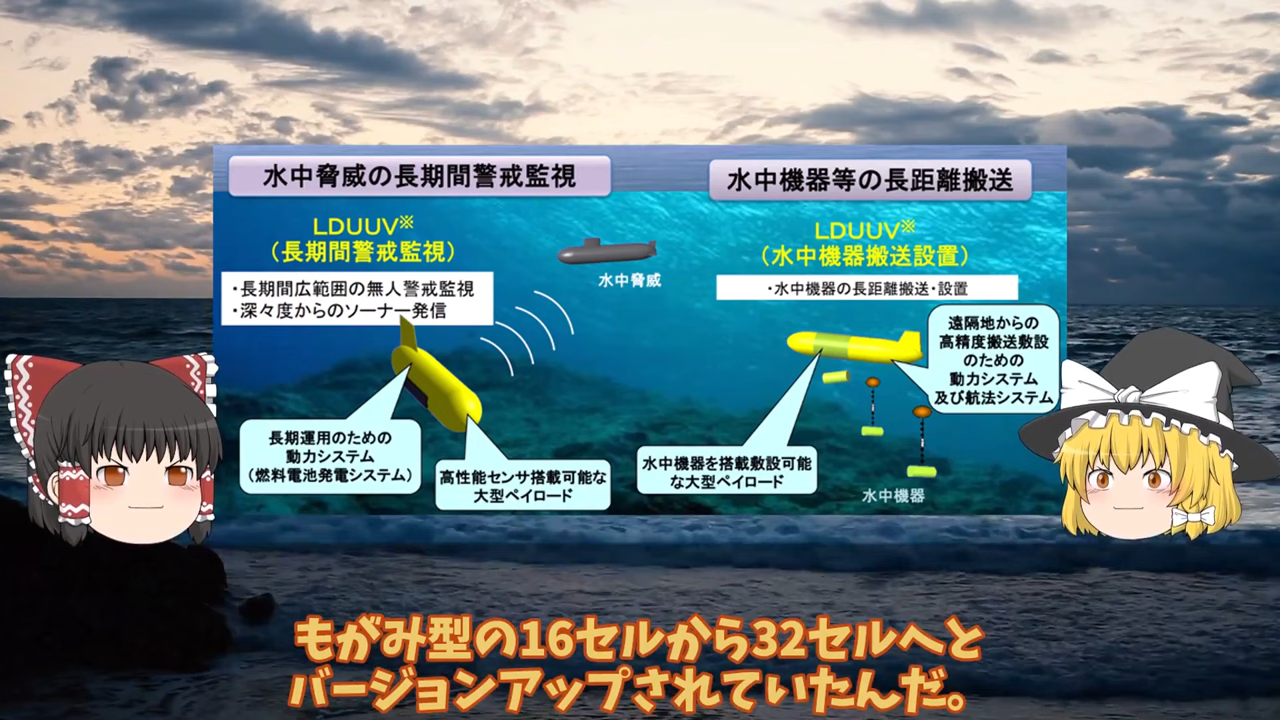 水中脅威の長期間警戒監視
LDUUV※
(長期間警戒監視)
・長期間広範囲の無人警戒監視
・深々度からのソーナー発信
水中脅威
長期運用のための
動力システム
(燃料電池発電システム)
高性能センサ搭載可能な
大型ペイロード
水中機器等の長距離搬送
LDUUV※
(水中機器搬送設置)
・水中機器の長距離搬送・設置
遠隔地からの
高精度搬送敷設
のための
動力システム
及び航法システム
水中機器を搭載敷設可能
な大型ペイロード
水中機器
もがみ型の16セルから32セルへと
バージョンアップされていたんだ。